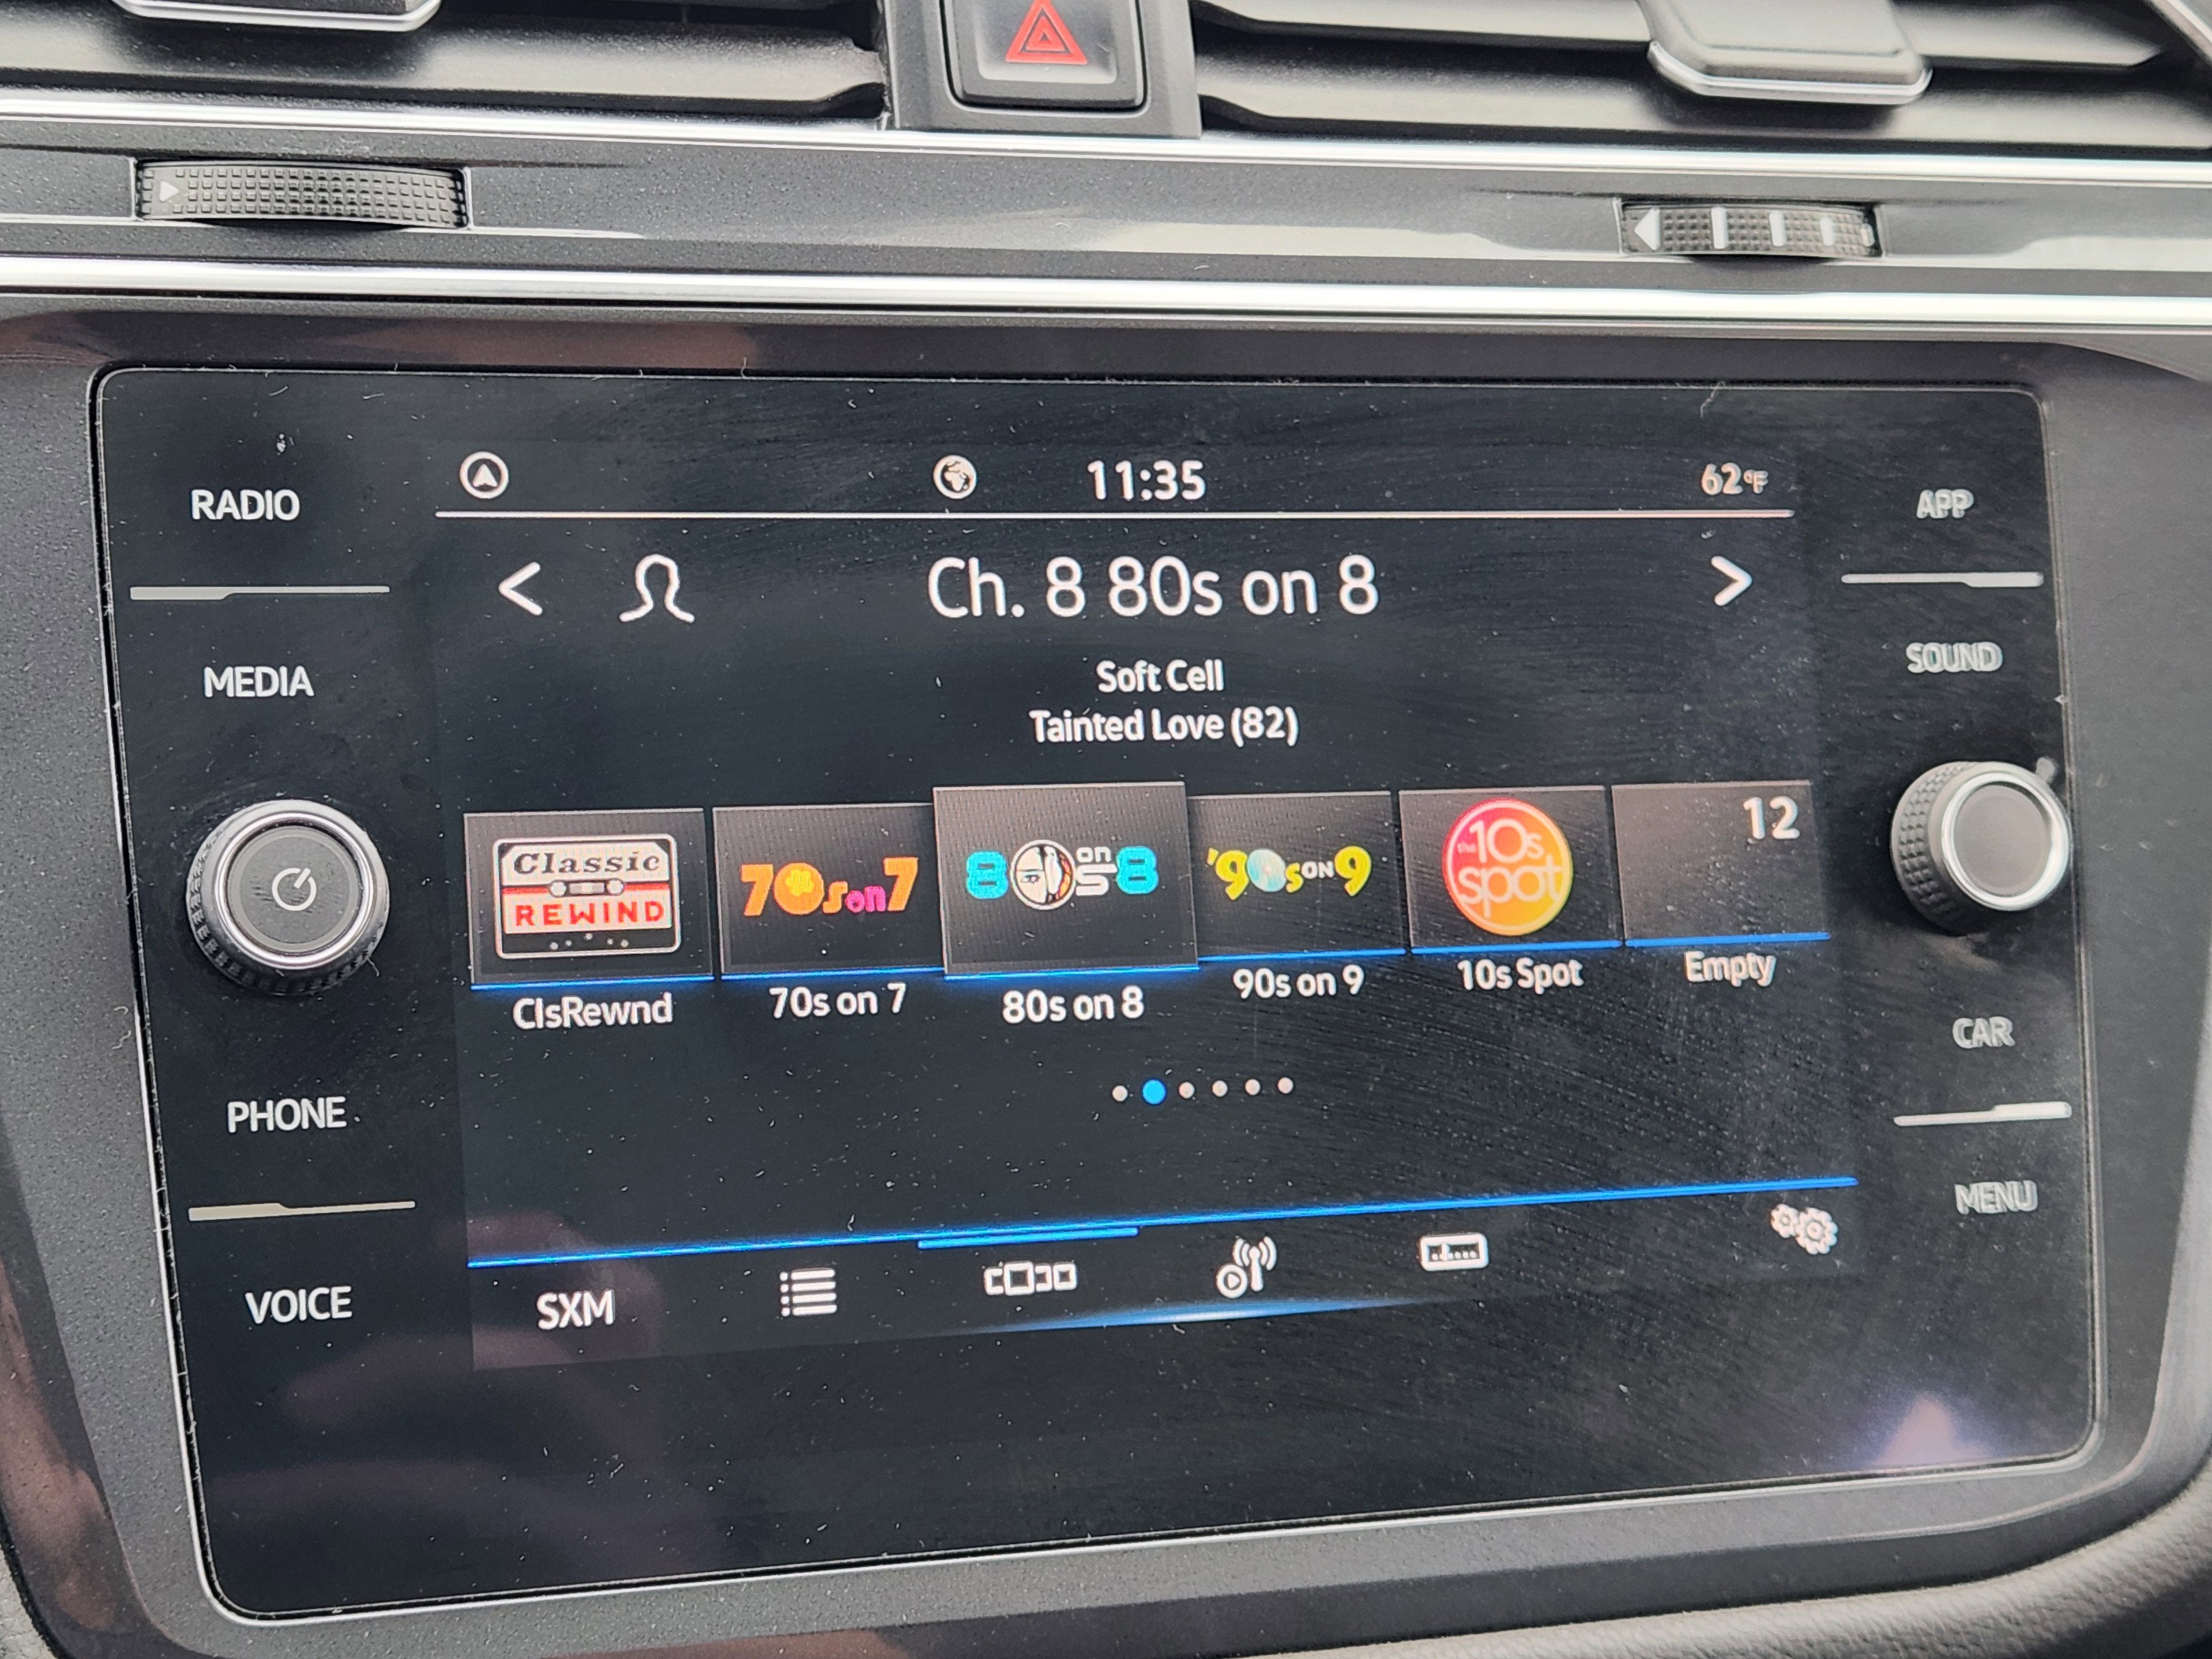 RADIO
MEDIA
PHONE
VOICE
11:35
62°F
Ch. 8 80s on 8
Soft Cell
Tainted Love (82)
Classic
REWIND
70s on 7
80s on 8
'90s ON 9
the 10s
spot
12
ClsRewnd
70s on 7
80s on 8
90s on 9
10s Spot
Empty
SXM
APP
SOUND
CAR
MENU